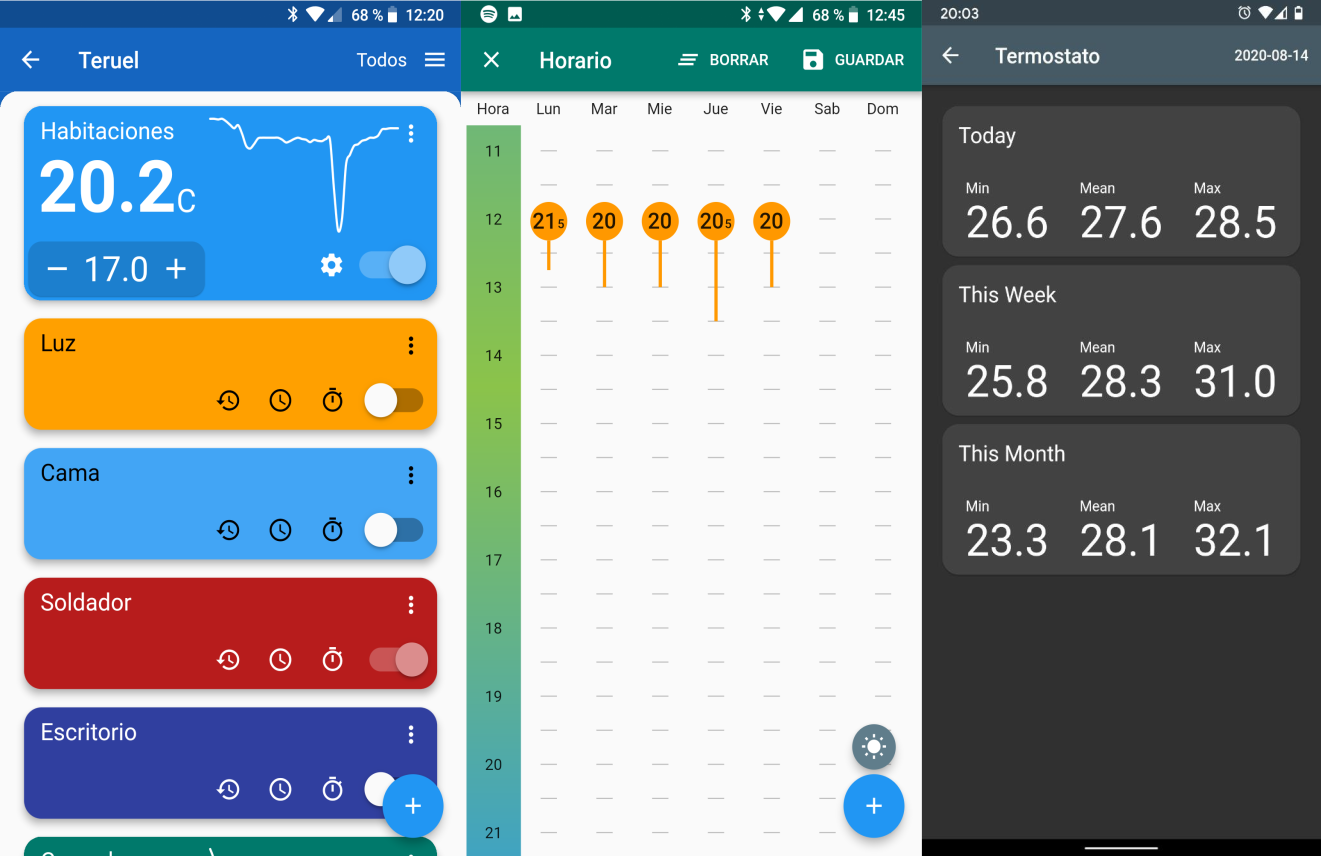 68 % 12:20
Teruel Todos
Habitaciones
20.2C
− 17.0 +
Luz
Cama
Soldador
Escritorio
+
68 % 12:45
Horario BORRAR GUARDAR
Hora Lun Mar Mie Jue Vie Sab Dom
11
12 21 5 20 20 20 5 20
13
14
15
16
17
18
19
20
21
+
20:03
Termostato 2020-08-14
Today
Min Mean Max
26.6 27.6 28.5
This Week
Min Mean Max
25.8 28.3 31.0
This Month
Min Mean Max
23.3 28.1 32.1